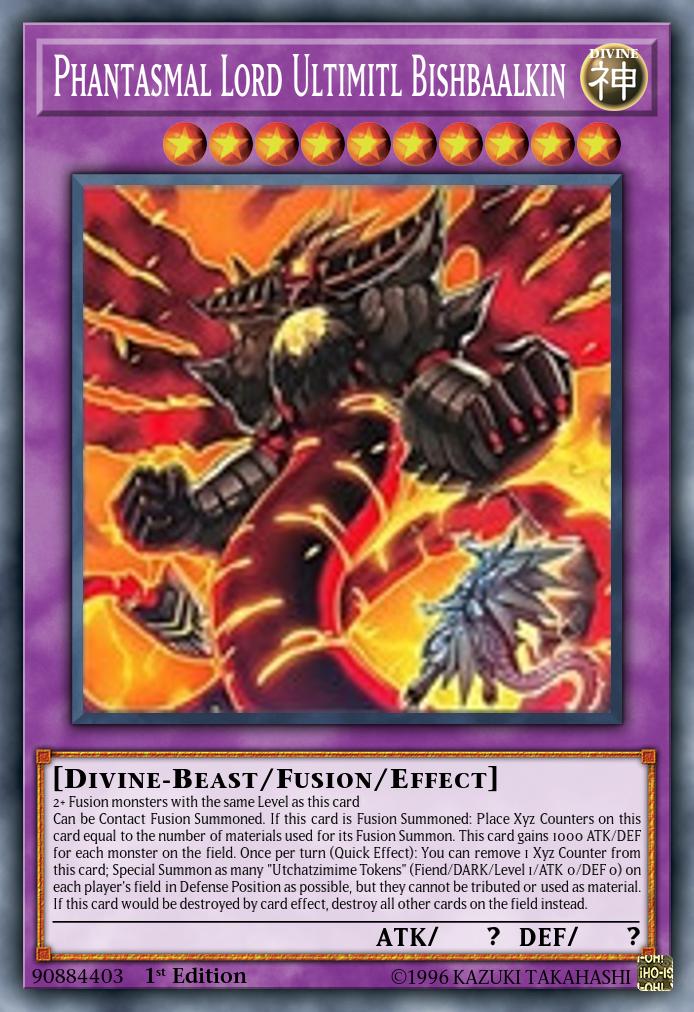 Phantasmal Lord Ultimitl Bishbaalkin
DIVINE
神
[Divine-Beast/Fusion/Effect]
2+ Fusion monsters with the same Level as this card
Can be Contact Fusion Summoned. If this card is Fusion Summoned: Place Xyz Counters on this
card equal to the number of materials used for its Fusion Summon. This card gains 1000 ATK/DEF
for each monster on the field. Once per turn (Quick Effect): You can remove 1 Xyz Counter from
this card; Special Summon as many "Utchatzimime Tokens" (Fiend/DARK/Level 1/ATK 0/DEF 0) on
each player's field in Defense Position as possible, but they cannot be tributed or used as material.
If this card would be destroyed by card effect, destroy all other cards on the field instead.
ATK/ ? DEF/ ?
90884403 1st Edition ©1996 KAZUKI TAKAHASHI